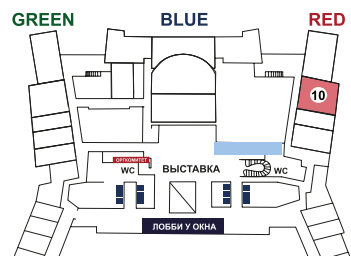 GREEN BLUE RED
10
ОРГКОМИТЕТ
WC ВЫСТАВКА WC
ЛОББИ У ОКНА